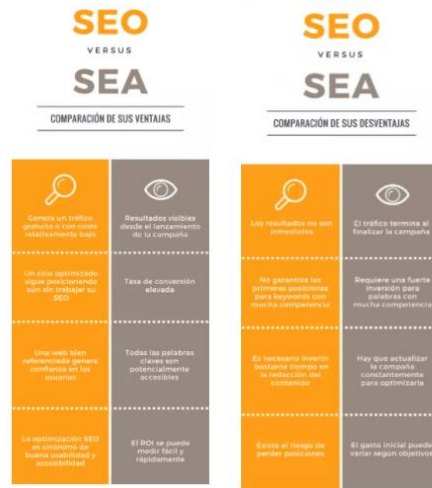 SEO
VERSUS
SEA
COMPARACIÓN DE SUS VENTAJAS
Genera un tráfico
gratuito o con coste
relativamente bajo
Resultados visibles
desde el lanzamiento
de la campaña
Un sitio optimizado
sigue posicionando
aún sin trabajar su
SEO
Tasa de conversión
elevada
Una web bien
referenciada genera
confianza en los
usuarios
Todas las palabras
claves son
potencialmente
accesibles
La optimización SEO
es sinónimo de
buena usabilidad y
accesibilidad
El ROI se puede
medir fácil y
rápidamente
SEO
VERSUS
SEA
COMPARACIÓN DE SUS DESVENTAJAS
Los resultados no son
inmediatos
El tráfico termina al
finalizar la campaña
No garantiza las
primeras posiciones
para keywords con
mucha competencia
Requiere una fuerte
inversión para
palabras con
mucha competencia
Es necesario invertir
bastante tiempo en
la redacción del
contenido
Hay que actualizar
la campaña
constantemente
para optimizarla
Existe el riesgo de
perder posiciones
El gasto inicial puede
variar según objetivos